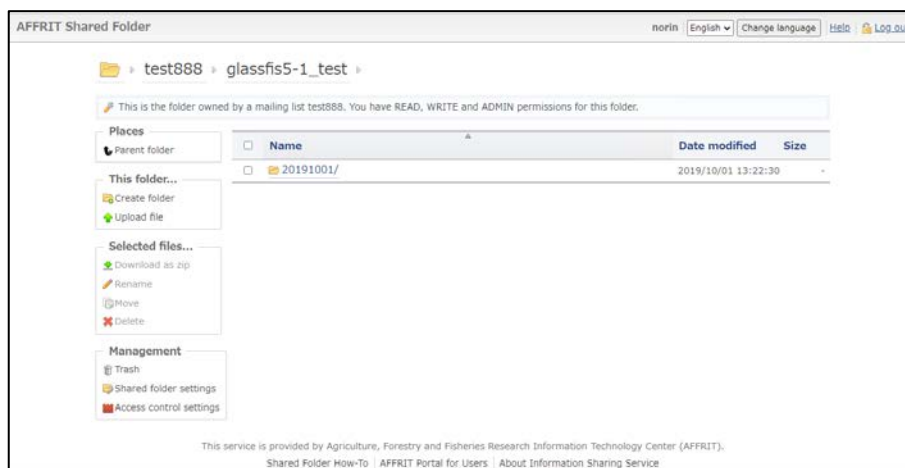 AFFRIT Shared Folder
norin English Change language Help Log ou
test888 glassfis5-1_test
This is the folder owned by a mailing list test888. You have READ, WRITE and ADMIN permissions for this folder.
Places
Parent folder
This folder...
Create folder
Upload file
Selected files...
Download as zip
Rename
Move
Delete
Management
Trash
Shared folder settings
Access control settings
Name Date modified Size
20191001/ 2019/10/01 13:22:30 -
This service is provided by Agriculture, Forestry and Fisheries Research Information Technology Center (AFFRIT).
Shared Folder How-To | AFFRIT Portal for Users | About Information Sharing Service